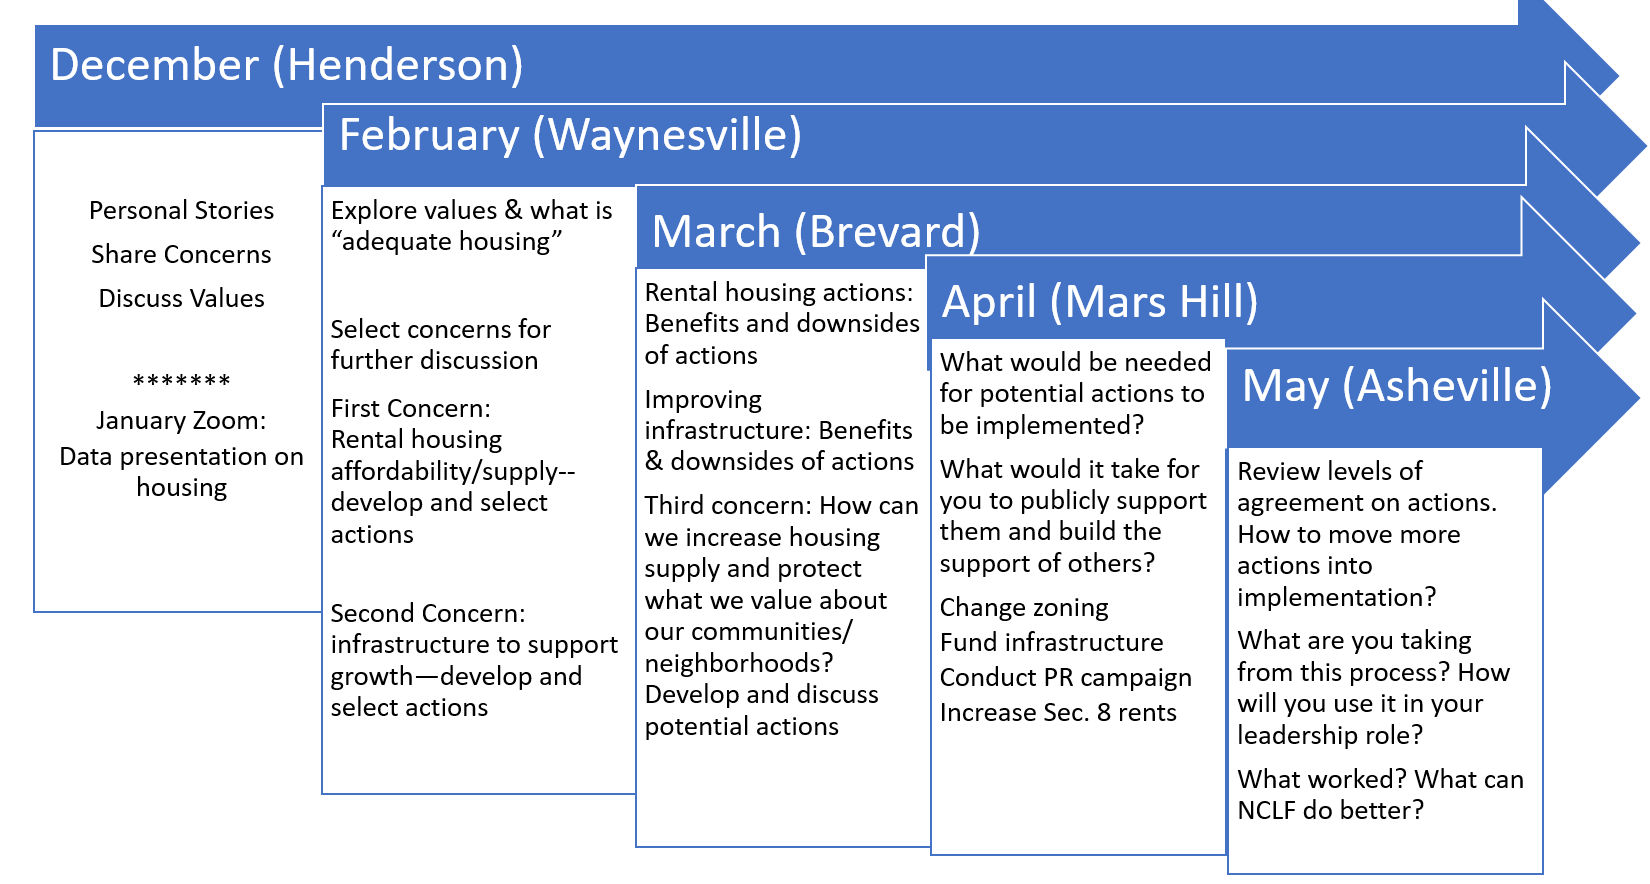 December (Henderson)
Personal Stories
Share Concerns
Discuss Values
*******
January Zoom:
Data presentation on
housing
February (Waynesville)
Explore values & what is
“adequate housing”
Select concerns for
further discussion
First Concern:
Rental housing
affordability/supply--
develop and select
actions
Second Concern:
infrastructure to support
growth—develop and
select actions
March (Brevard)
Rental housing actions:
Benefits and downsides
of actions
Improving
infrastructure: Benefits
& downsides of actions
Third concern: How can
we increase housing
supply and protect
what we value about
our communities/
neighborhoods?
Develop and discuss
potential actions
April (Mars Hill)
What would be needed
for potential actions to
be implemented?
What would it take for
you to publicly support
them and build the
support of others?
Change zoning
Fund infrastructure
Conduct PR campaign
Increase Sec. 8 rents
May (Asheville)
Review levels of
agreement on actions.
How to move more
actions into
implementation?
What are you taking
from this process? How
will you use it in your
leadership role?
What worked? What can
NCLF do better?